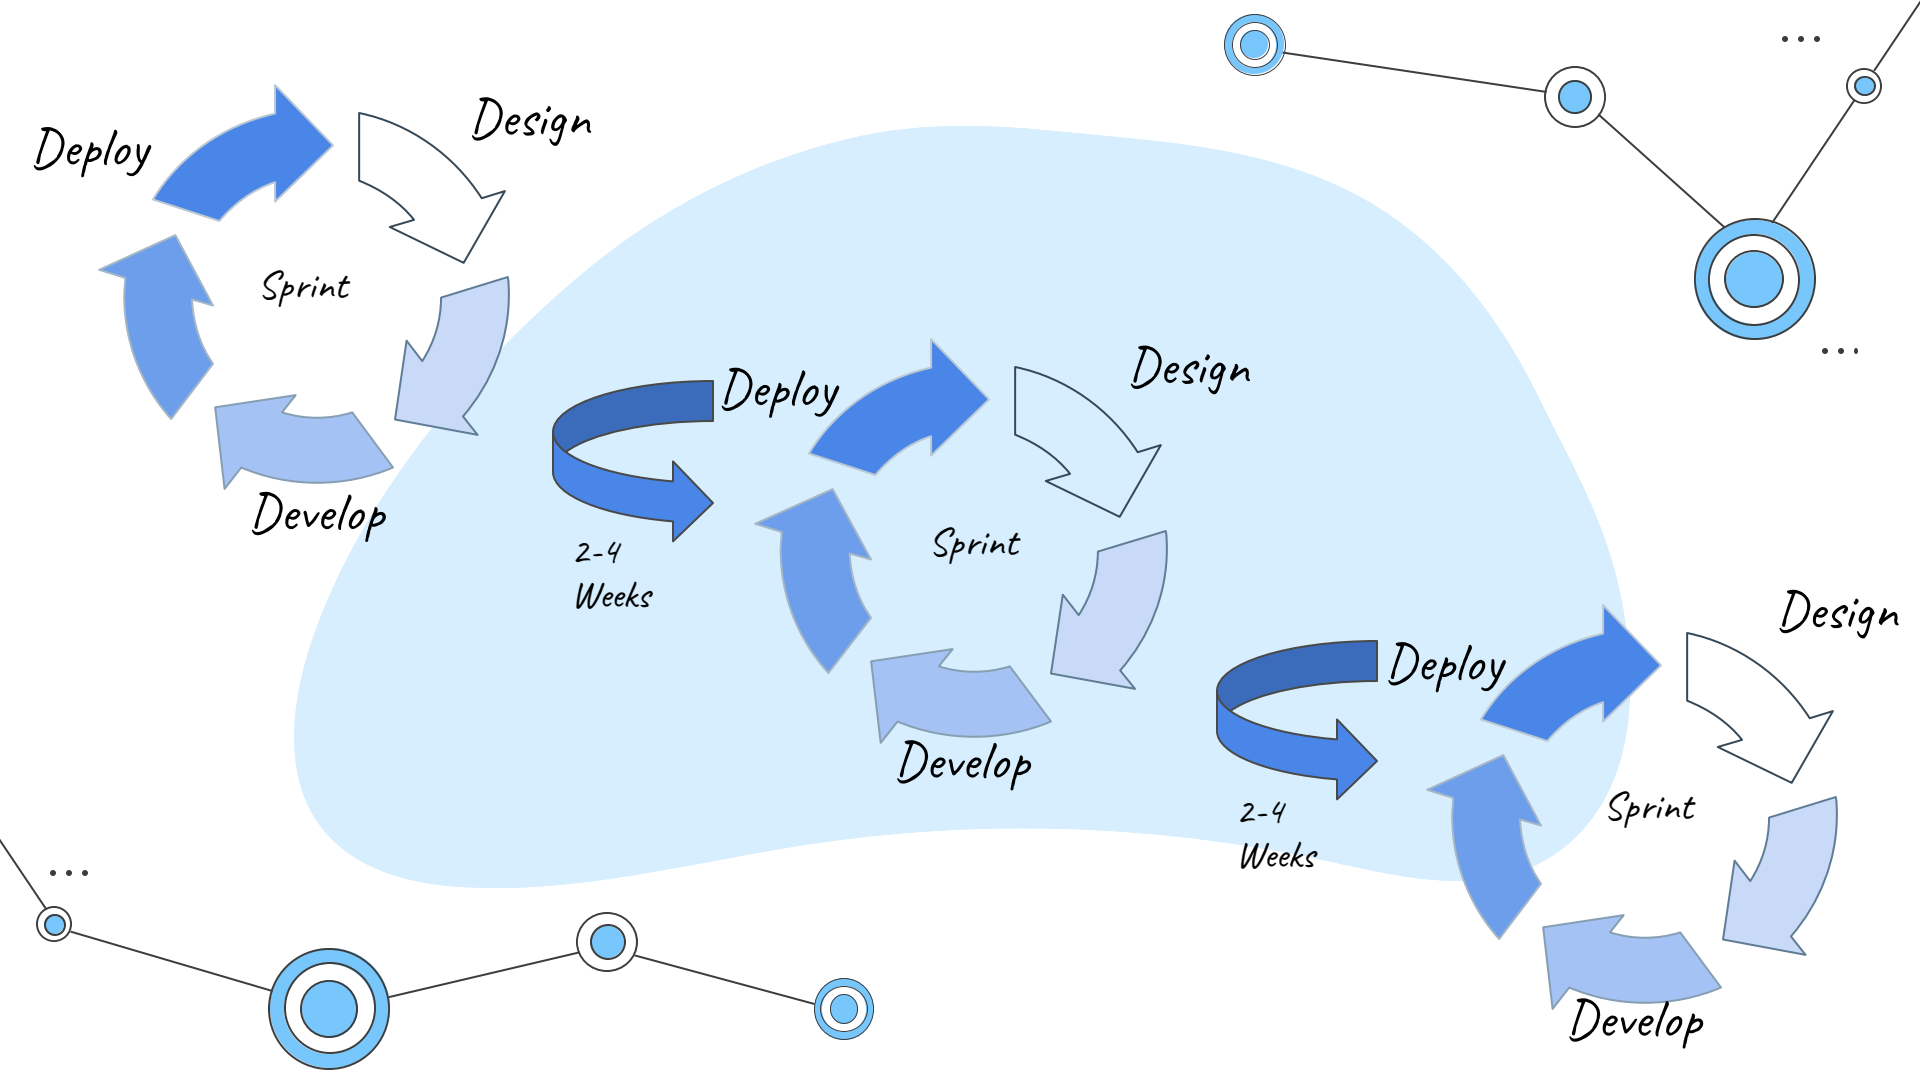 Deploy
Design
Sprint
Develop
2-4
Weeks
Deploy
Design
Sprint
Develop
2-4
Weeks
Deploy
Design
Sprint
Develop